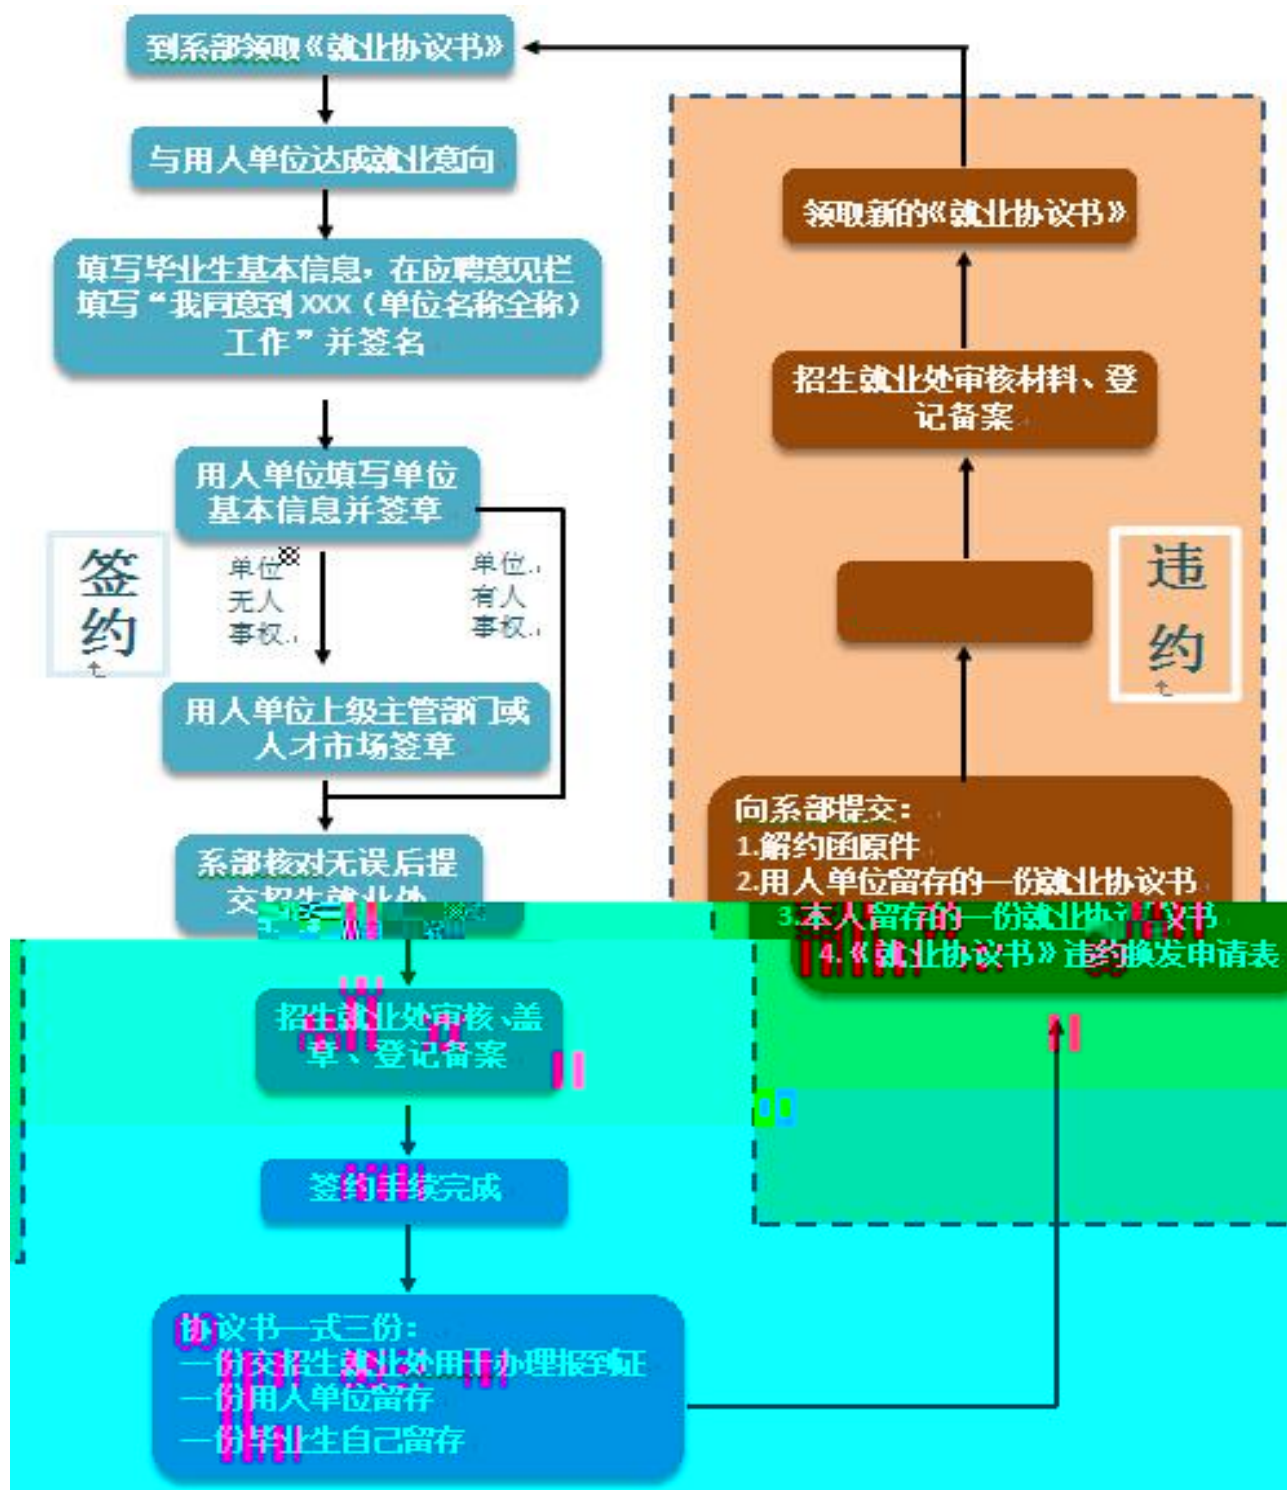 到系部领取《就业协议书》
与用人单位达成就业意向
填写毕业生基本信息，在应聘意见栏
填写“我同意到 XXX（单位名称全称）
工作”并签名
用人单位填写单位
基本信息并签章
签
约
单位
无人
事权
单位
有人
事权
用人单位上级主管部门或
人才市场签章
系部核对无误后提
交招生就业处
招生就业处审核、盖
章、登记备案
签约手续完成
协议书一式三份：
一份交招生就业处用于办理报到证
一份用人单位留存
一份毕业生自己留存
领取新的《就业协议书》
招生就业处审核材料、登
记备案
违
约
向系部提交：
1.解约函原件
2.用人单位留存的一份就业协议书
3.本人留存的一份就业协议书
4.《就业协议书》违约换发申请表